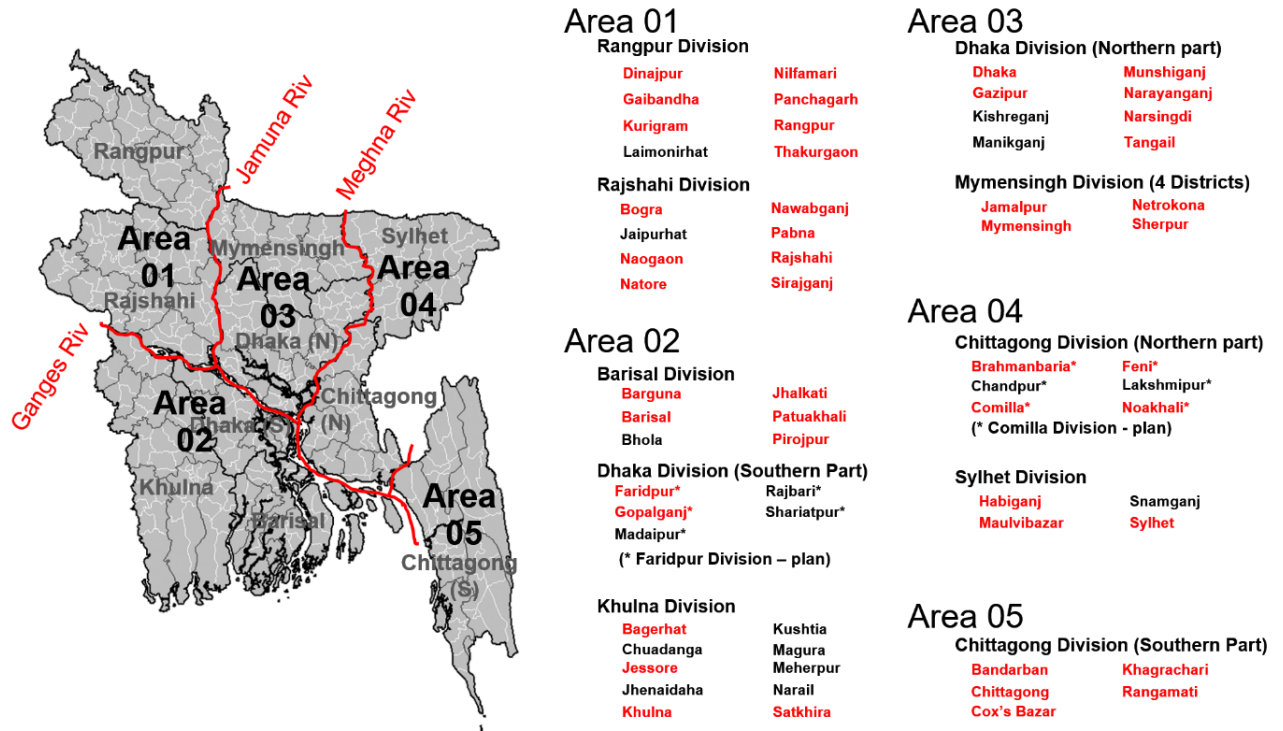 Jamuna Riv
Meghna Riv
Ganges Riv
Rangpur
Area
01
Rajshahi
Mymensingh
Area
03
Dhaka (N)
Sylhet
Area
04
Area
02
Dhaka (S)
Chittagong
(N)
Khulna
Barisal
Area
05
Chittagong
(S)
Area 01
Rangpur Division
Dinajpur Nilfamari
Gaibandha Panchagarh
Kurigram Rangpur
Laimonirhat Thakurgaon
Rajshahi Division
Bogra Nawabganj
Jaipurhat Pabna
Naogaon Rajshahi
Natore Sirajganj
Area 02
Barisal Division
Barguna Jhalkati
Barisal Patuakhali
Bhola Pirojpur
Dhaka Division (Southern Part)
Faridpur* Rajbari*
Gopalganj* Shariatpur*
Madaipur*
(* Faridpur Division – plan)
Khulna Division
Bagerhat Kushtia
Chuadanga Magura
Jessore Meherpur
Jhenaidaha Narail
Khulna Satkhira
Area 03
Dhaka Division (Northern part)
Dhaka Munshiganj
Gazipur Narayanganj
Kishreganj Narsingdi
Manikganj Tangail
Mymensingh Division (4 Districts)
Jamalpur Netrokona
Mymensingh Sherpur
Area 04
Chittagong Division (Northern part)
Brahmanbaria* Feni*
Chandpur* Lakshmipur*
Comilla* Noakhali*
(* Comilla Division - plan)
Sylhet Division
Habiganj Snamganj
Maulvibazar Sylhet
Area 05
Chittagong Division (Southern Part)
Bandarban Khagrachari
Chittagong Rangamati
Cox's Bazar